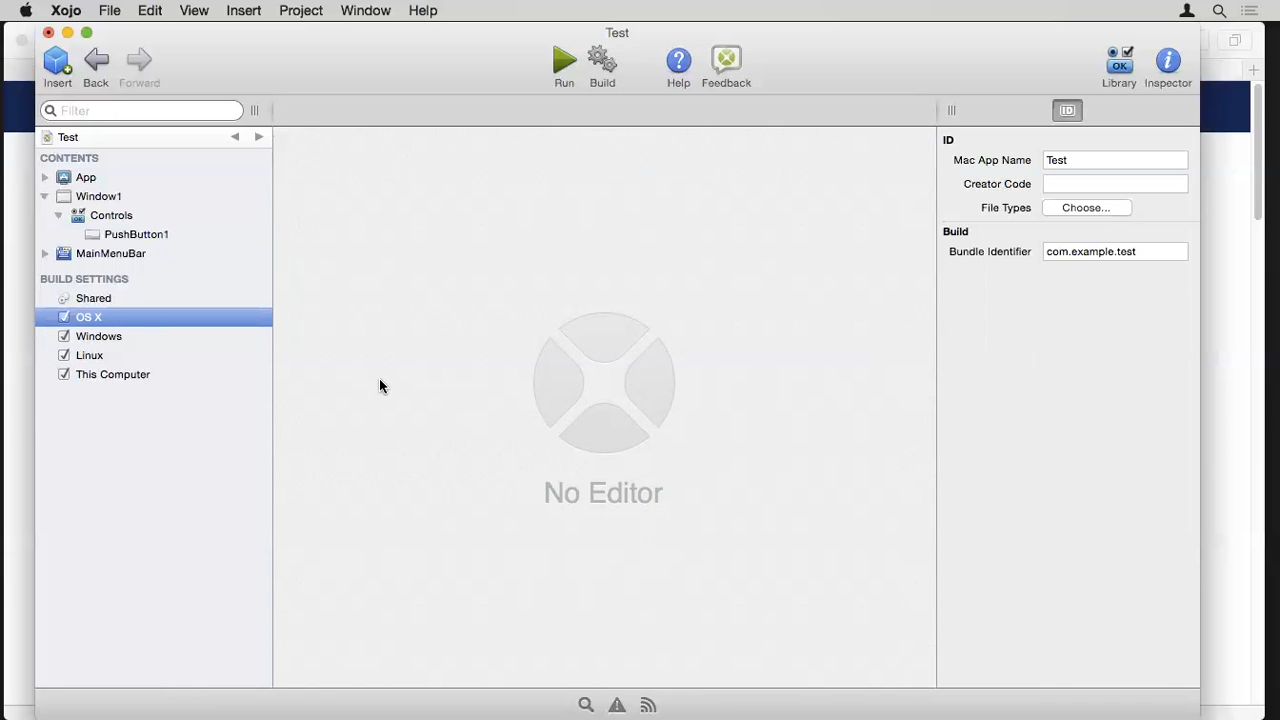 Xojo File Edit View Insert Project Window Help
Test
Insert Back Forward Run Build Help Feedback OK Library Inspector
Filter ID
Test
CONTENTS
App
Window1
Controls
PushButton1
MainMenuBar
BUILD SETTINGS
Shared
OS X
Windows
Linux
This Computer
No Editor
ID
Mac App Name Test
Creator Code
File Types Choose...
Build
Bundle Identifier com.example.test